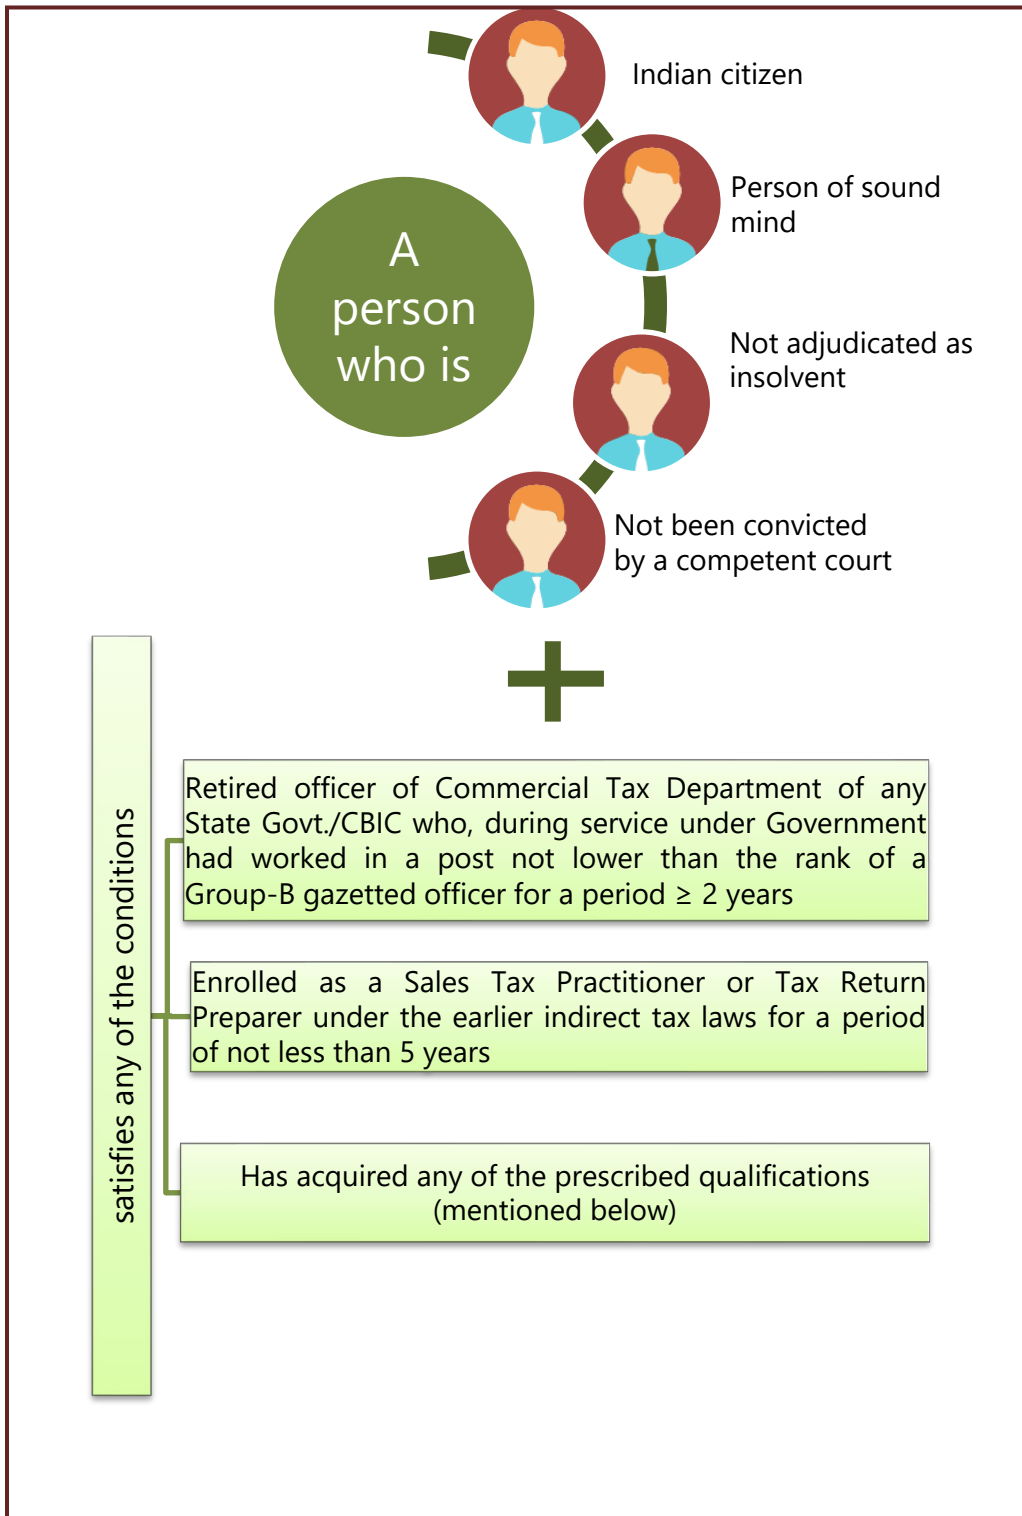 Indian citizen
Person of sound
mind
A
person
who is
Not adjudicated as
insolvent
Not been convicted
by a competent court
satisfies any of the conditions
Retired officer of Commercial Tax Department of any
State Govt./CBIC who, during service under Government
had worked in a post not lower than the rank of a
Group-B gazetted officer for a period ≥ 2 years
Enrolled as a Sales Tax Practitioner or Tax Return
Preparer under the earlier indirect tax laws for a period
of not less than 5 years
Has acquired any of the prescribed qualifications
(mentioned below)